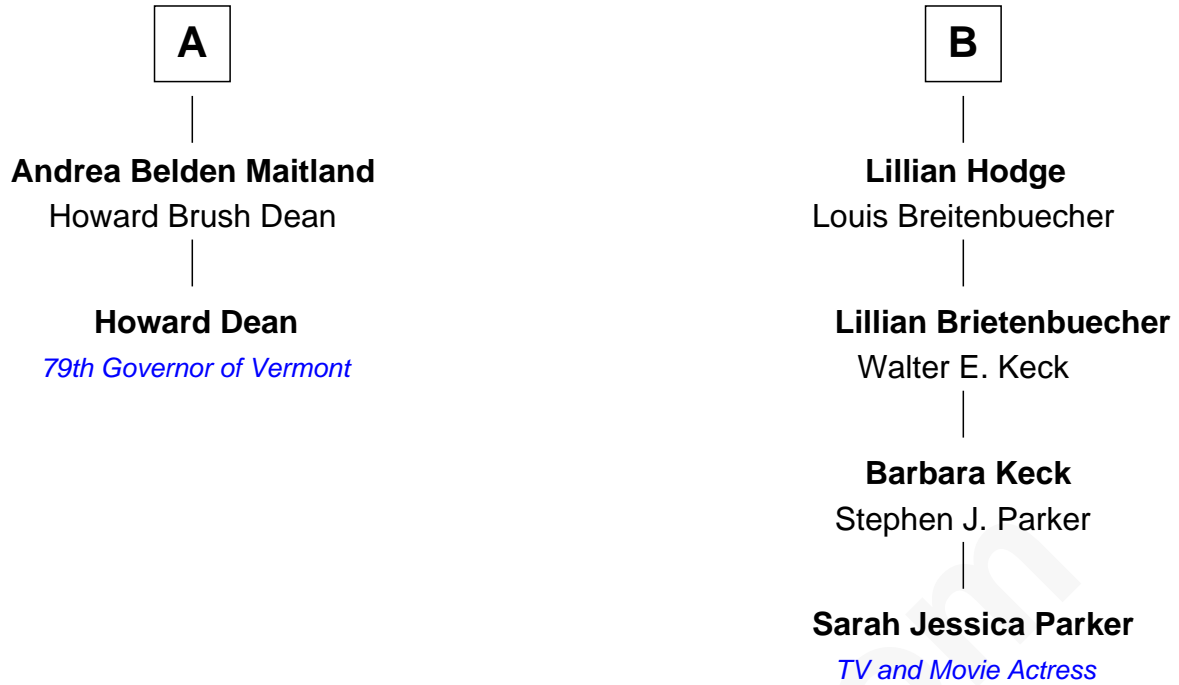 A
Andrea Belden Maitland
Howard Brush Dean
Howard Dean
79th Governor of Vermont
B
Lillian Hodge
Louis Breitenbuecher
Lillian Brietenbuecher
Walter E. Keck
Barbara Keck
Stephen J. Parker
Sarah Jessica Parker
TV and Movie Actress